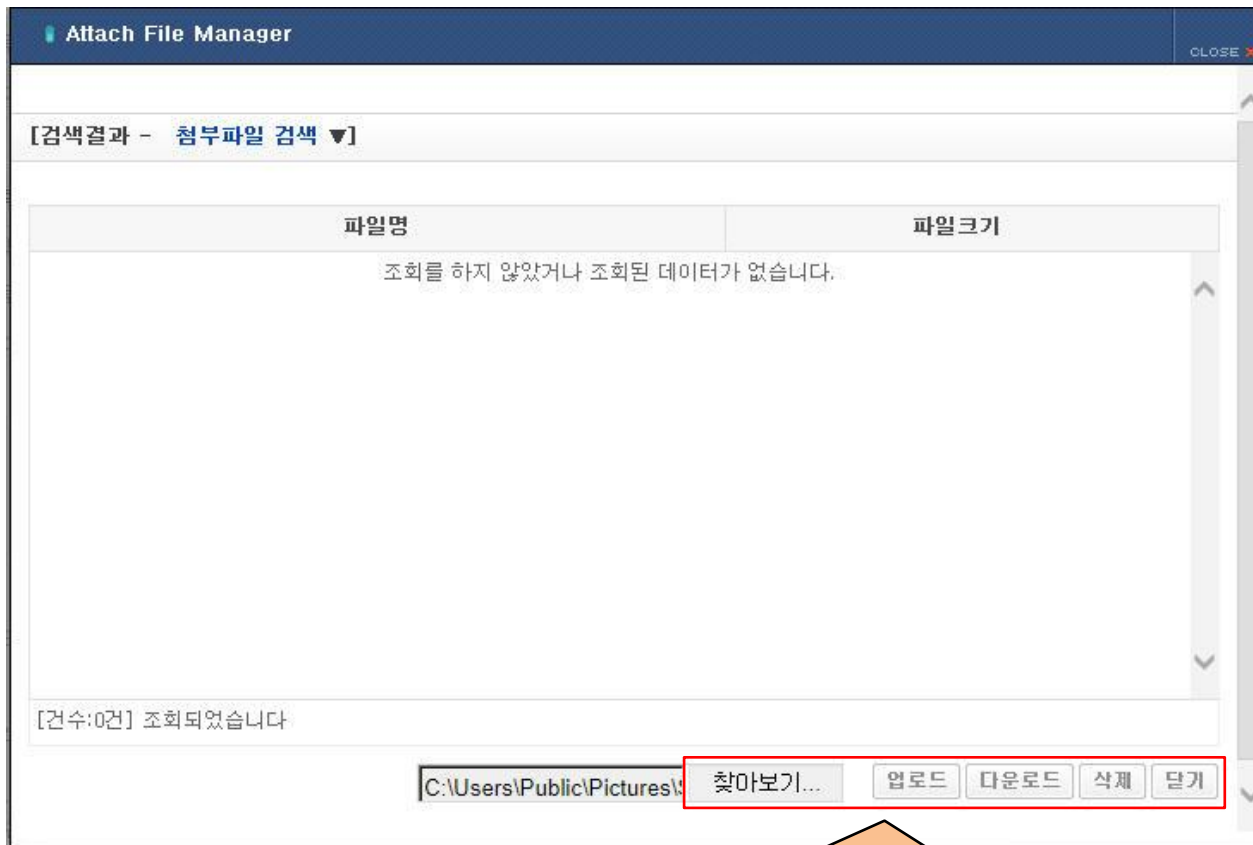 Attach File Manager
CLOSE
[검색결과 - 첨부파일 검색 ▼]
파일명 파일크기
조회를 하지 않았거나 조회된 데이터가 없습니다.
[건수:0건] 조회되었습니다
C:\Users\Public\Pictures\ 찾아보기... 업로드 다운로드 삭제 닫기